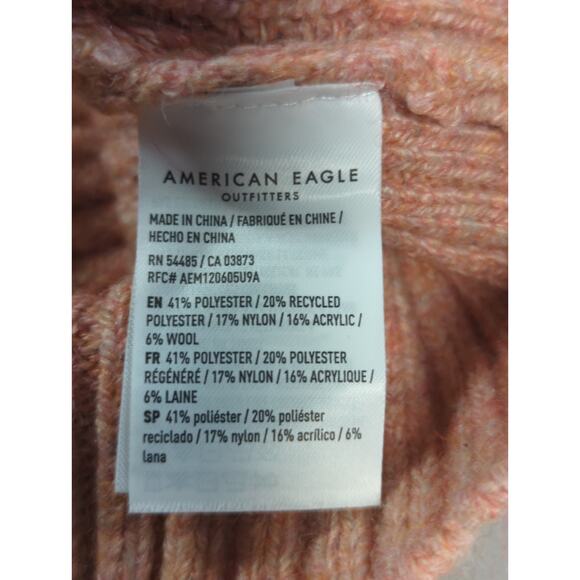 AMERICAN EAGLE
OUTFITTERS
MADE IN CHINA / FABRIQUÉ EN CHINE /
HECHO EN CHINA
RN 54485 / CA 03873
RFC# AEM120605U9A
EN 41% POLYESTER / 20% RECYCLED
POLYESTER / 17% NYLON / 16% ACRYLIC /
6% WOOL
FR 41% POLYESTER / 20% POLYESTER
RÉGÉNÉRÉ / 17% NYLON / 16% ACRYLIQUE /
6% LAINE
SP 41% poliéster / 20% poliéster
reciclado / 17% nylon / 16% acrílico / 6%
lana